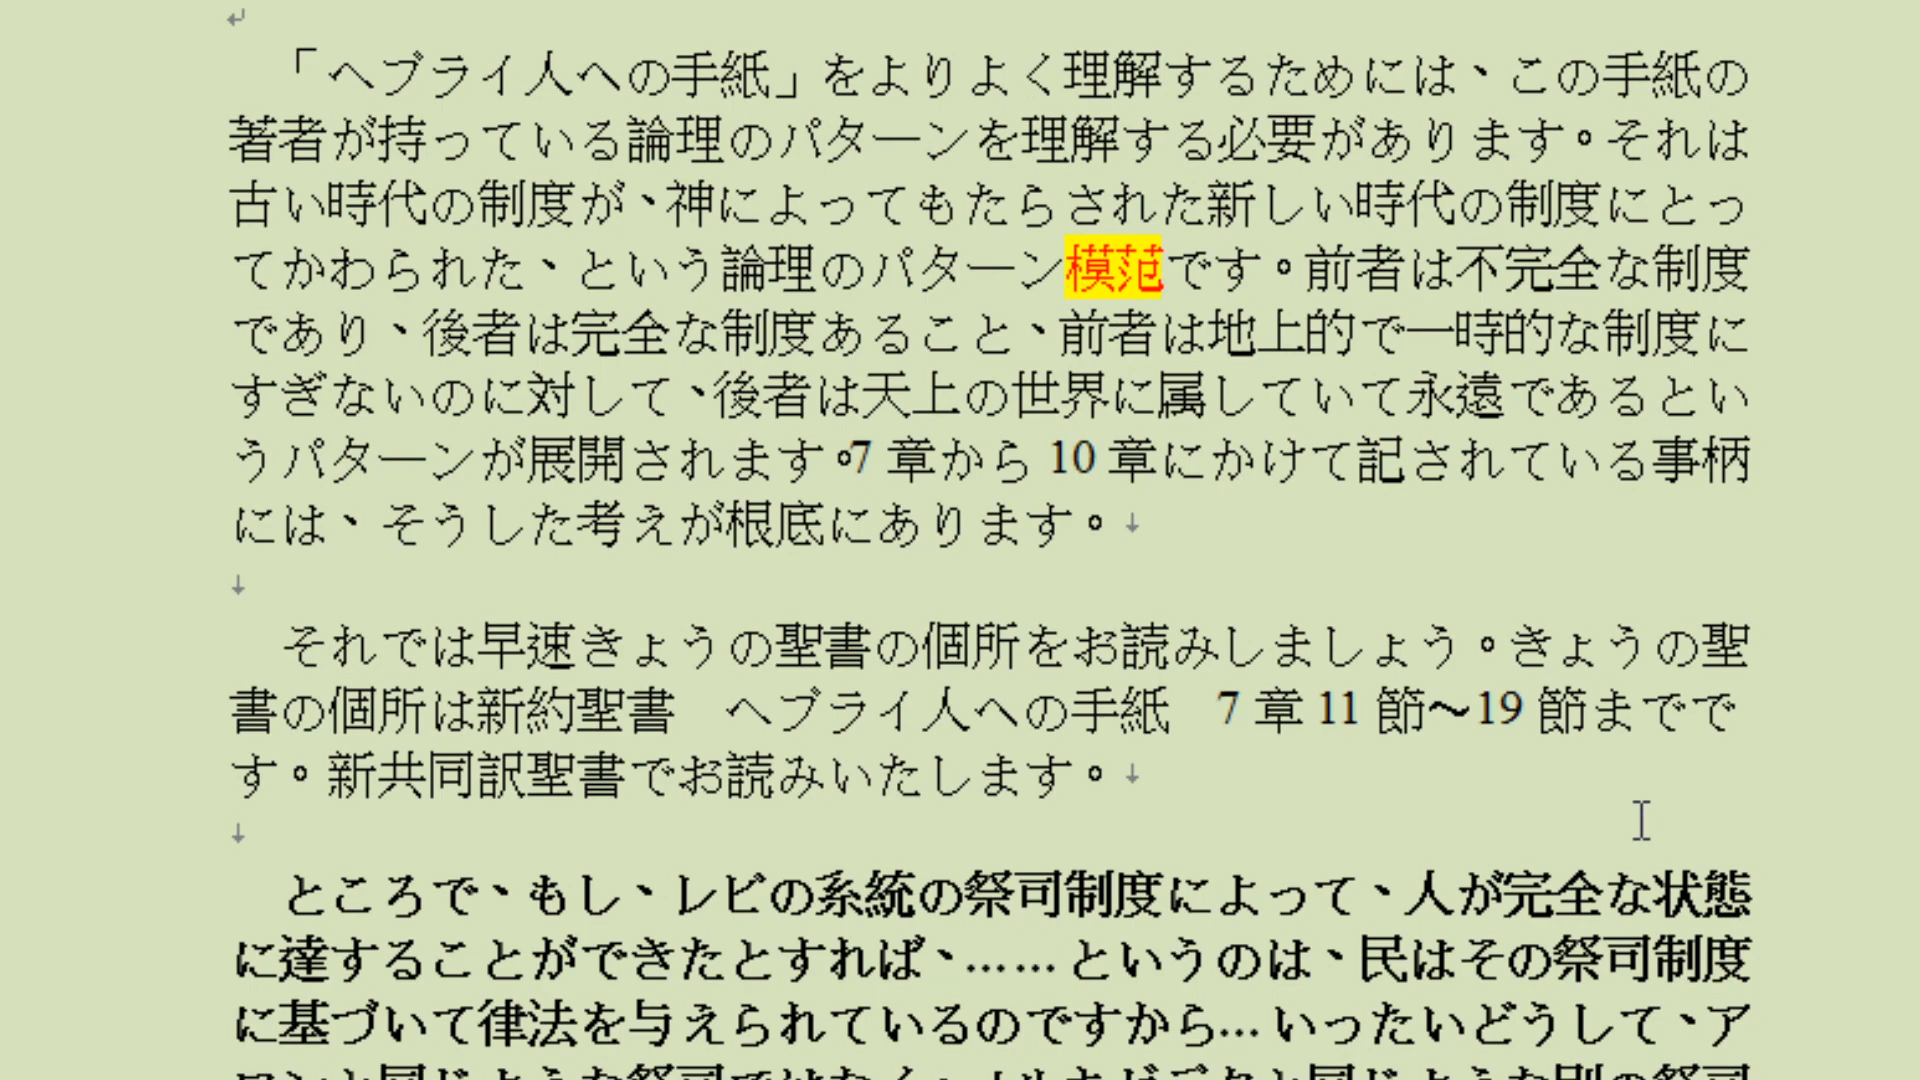 「ヘブライ人への手紙」をよりよく理解するためには、この手紙の
著者が持っている論理のパターンを理解する必要があります。それは
古い時代の制度が、神によってもたらされた新しい時代の制度にとっ
てかわられた、という論理のパターン模范です。前者は不完全な制度
であり、後者は完全な制度あること、前者は地上的で一時的な制度に
すぎないのに対して、後者は天上の世界に属していて永遠であるとい
うパターンが展開されます。7 章から 10 章にかけて記されている事柄
には、そうした考えが根底にあります。
それでは早速きょうの聖書の個所をお読みしましょう。きょうの聖
書の個所は新約聖書　ヘブライ人への手紙　7 章 11 節～19 節までで
す。新共同訳聖書でお読みいたします。
ところで、もし、レビの系統の祭司制度によって、人が完全な状態
に達することができたとすれば、…… というのは、民はその祭司制度
に基づいて律法を与えられているのですから… いったいどうして、ア